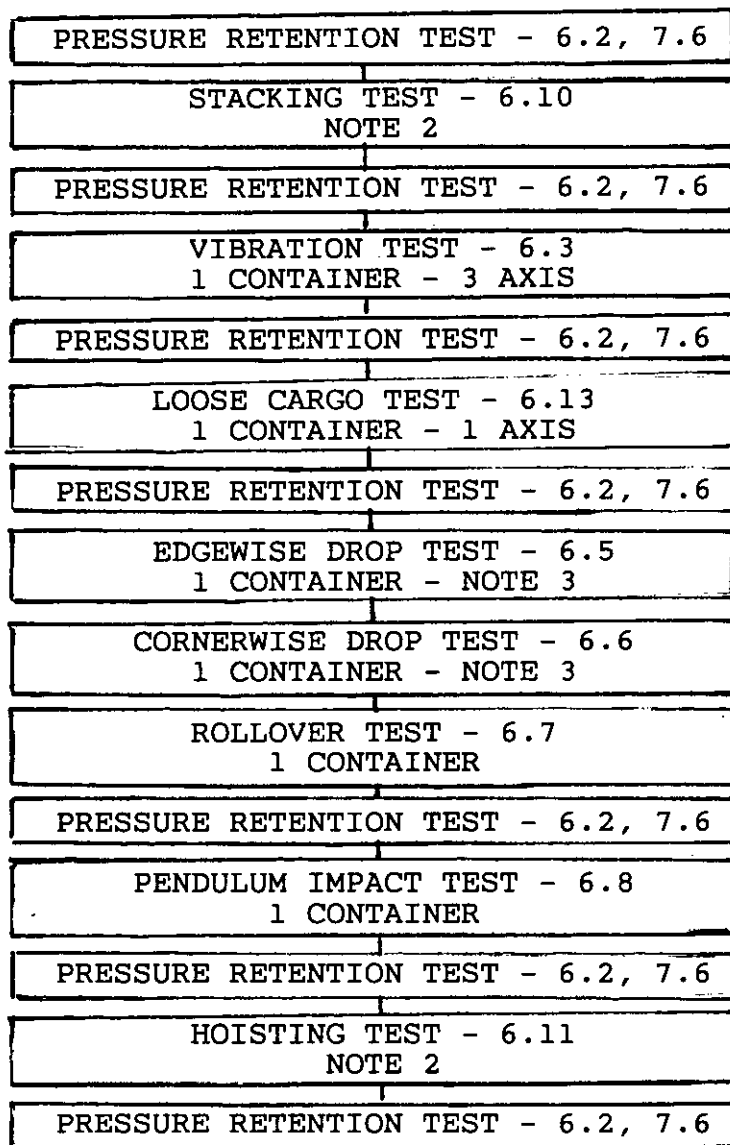 PRESSURE RETENTION TEST - 6.2, 7.6
STACKING TEST - 6.10
NOTE 2
PRESSURE RETENTION TEST - 6.2, 7.6
VIBRATION TEST - 6.3
1 CONTAINER - 3 AXIS
PRESSURE RETENTION TEST - 6.2, 7.6
LOOSE CARGO TEST - 6.13
1 CONTAINER - 1 AXIS
PRESSURE RETENTION TEST - 6.2, 7.6
EDGEWISE DROP TEST - 6.5
1 CONTAINER - NOTE 3
CORNERWISE DROP TEST - 6.6
1 CONTAINER - NOTE 3
ROLLOVER TEST - 6.7
1 CONTAINER
PRESSURE RETENTION TEST - 6.2, 7.6
PENDULUM IMPACT TEST - 6.8
1 CONTAINER
PRESSURE RETENTION TEST - 6.2, 7.6
HOISTING TEST - 6.11
NOTE 2
PRESSURE RETENTION TEST - 6.2, 7.6